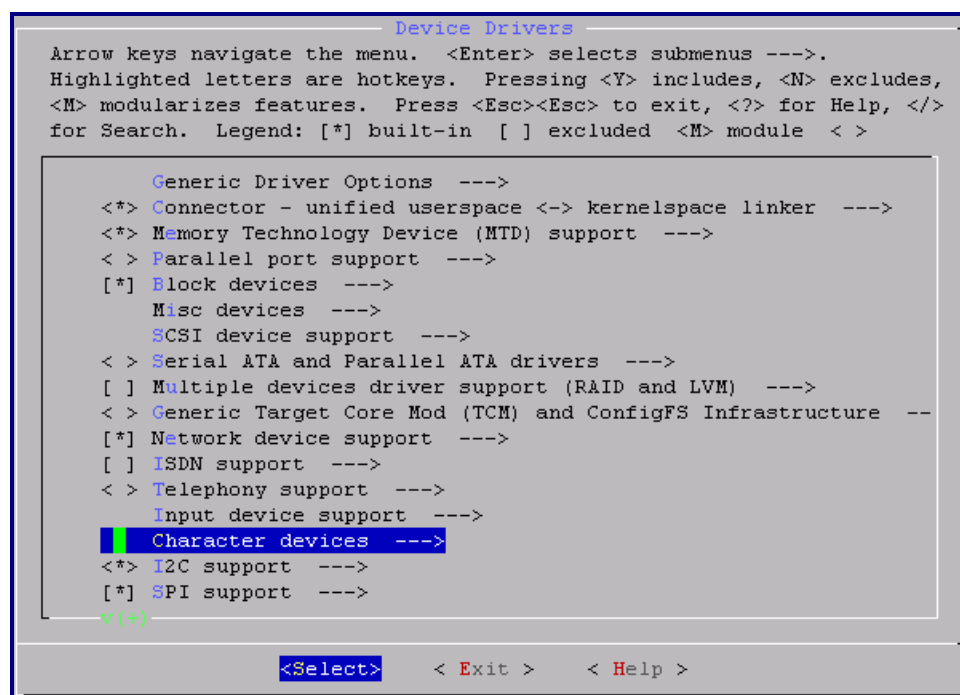 Device Drivers
Arrow keys navigate the menu.  <Enter> selects submenus --->.
Highlighted letters are hotkeys.  Pressing <Y> includes, <N> excludes,
<M> modularizes features.  Press <Esc><Esc> to exit, <?> for Help, </>
for Search.  Legend: [*] built-in  [ ] excluded  <M> module  < >
Generic Driver Options  --->
<*> Connector - unified userspace <-> kernelspace linker  --->
<*> Memory Technology Device (MTD) support  --->
< > Parallel port support  --->
[*] Block devices  --->
Misc devices  --->
SCSI device support  --->
< > Serial ATA and Parallel ATA drivers  --->
[ ] Multiple devices driver support (RAID and LVM)  --->
< > Generic Target Core Mod (TCM) and ConfigFS Infrastructure  --
[*] Network device support  --->
[ ] ISDN support  --->
< > Telephony support  --->
Input device support  --->
Character devices  --->
<*> I2C support  --->
[*] SPI support  --->
v(+)
<Select>    < Exit >    < Help >